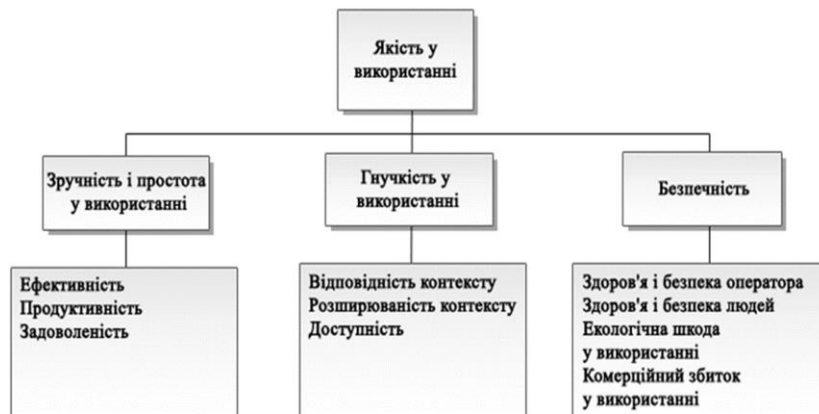 Якість у
використанні
Зручність і простота
у використанні
Гнучкість у
використанні
Безпечність
Ефективність
Продуктивність
Задоволеність
Відповідність контексту
Розширюваність контексту
Доступність
Здоров'я і безпека оператора
Здоров'я і безпека людей
Екологічна шкода
у використанні
Комерційний збиток
у використанні